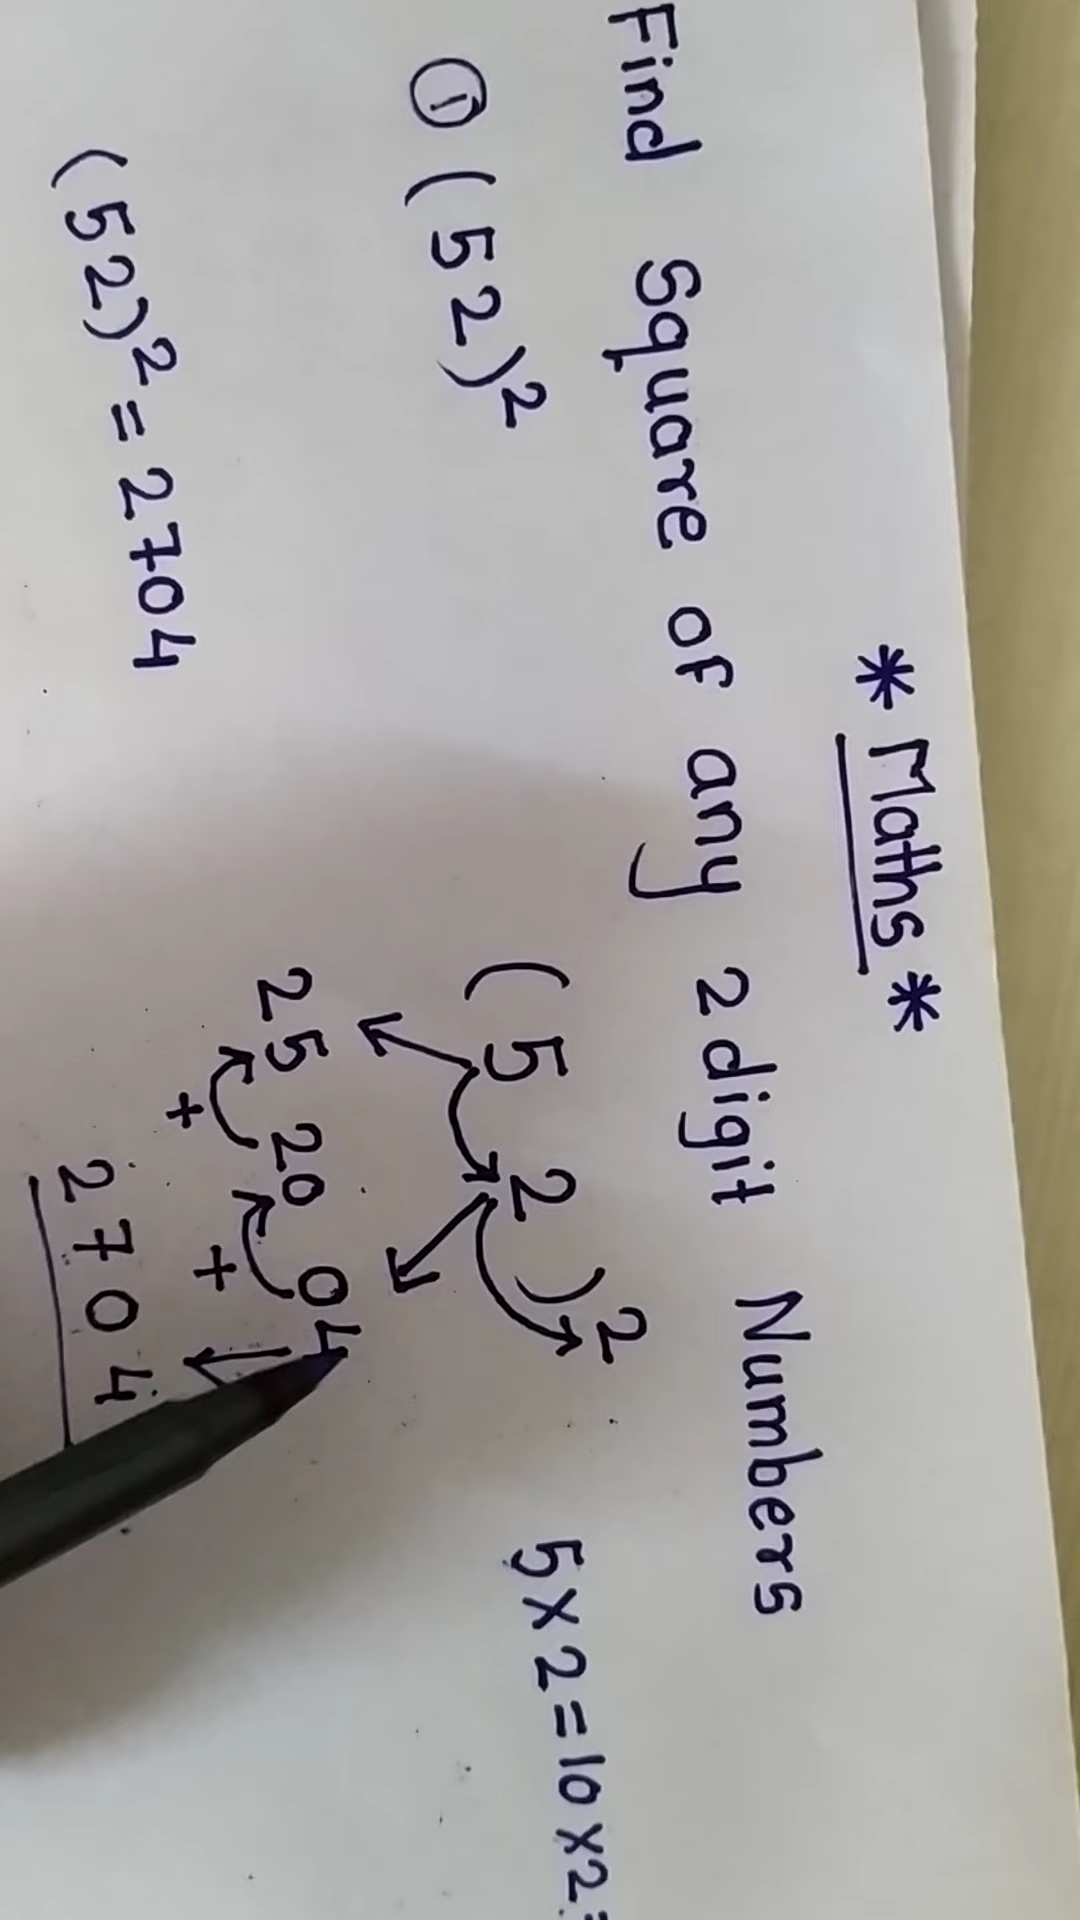 * Maths *
Find Square of any 2 digit Numbers
① (52)²
(5 2)²
5×2=10×2=
25 20 04
+ +
(52)² = 2704
2704